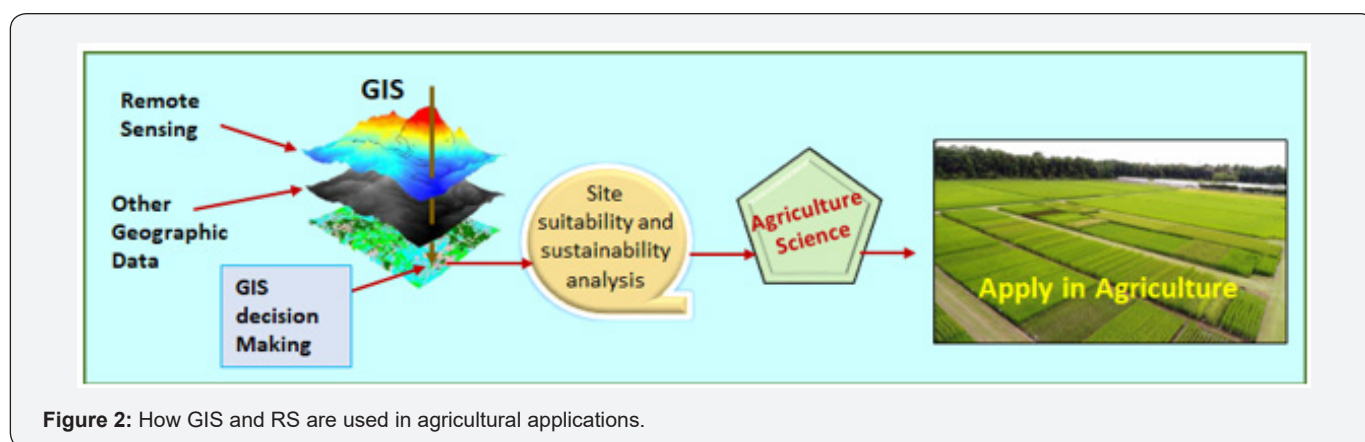 GIS
Remote
Sensing
Other
Geographic
Data
GIS
decision
Making
Site
suitability and
sustainability
analysis
Agriculture
Science
Apply in Agriculture
Figure 2: How GIS and RS are used in agricultural applications.